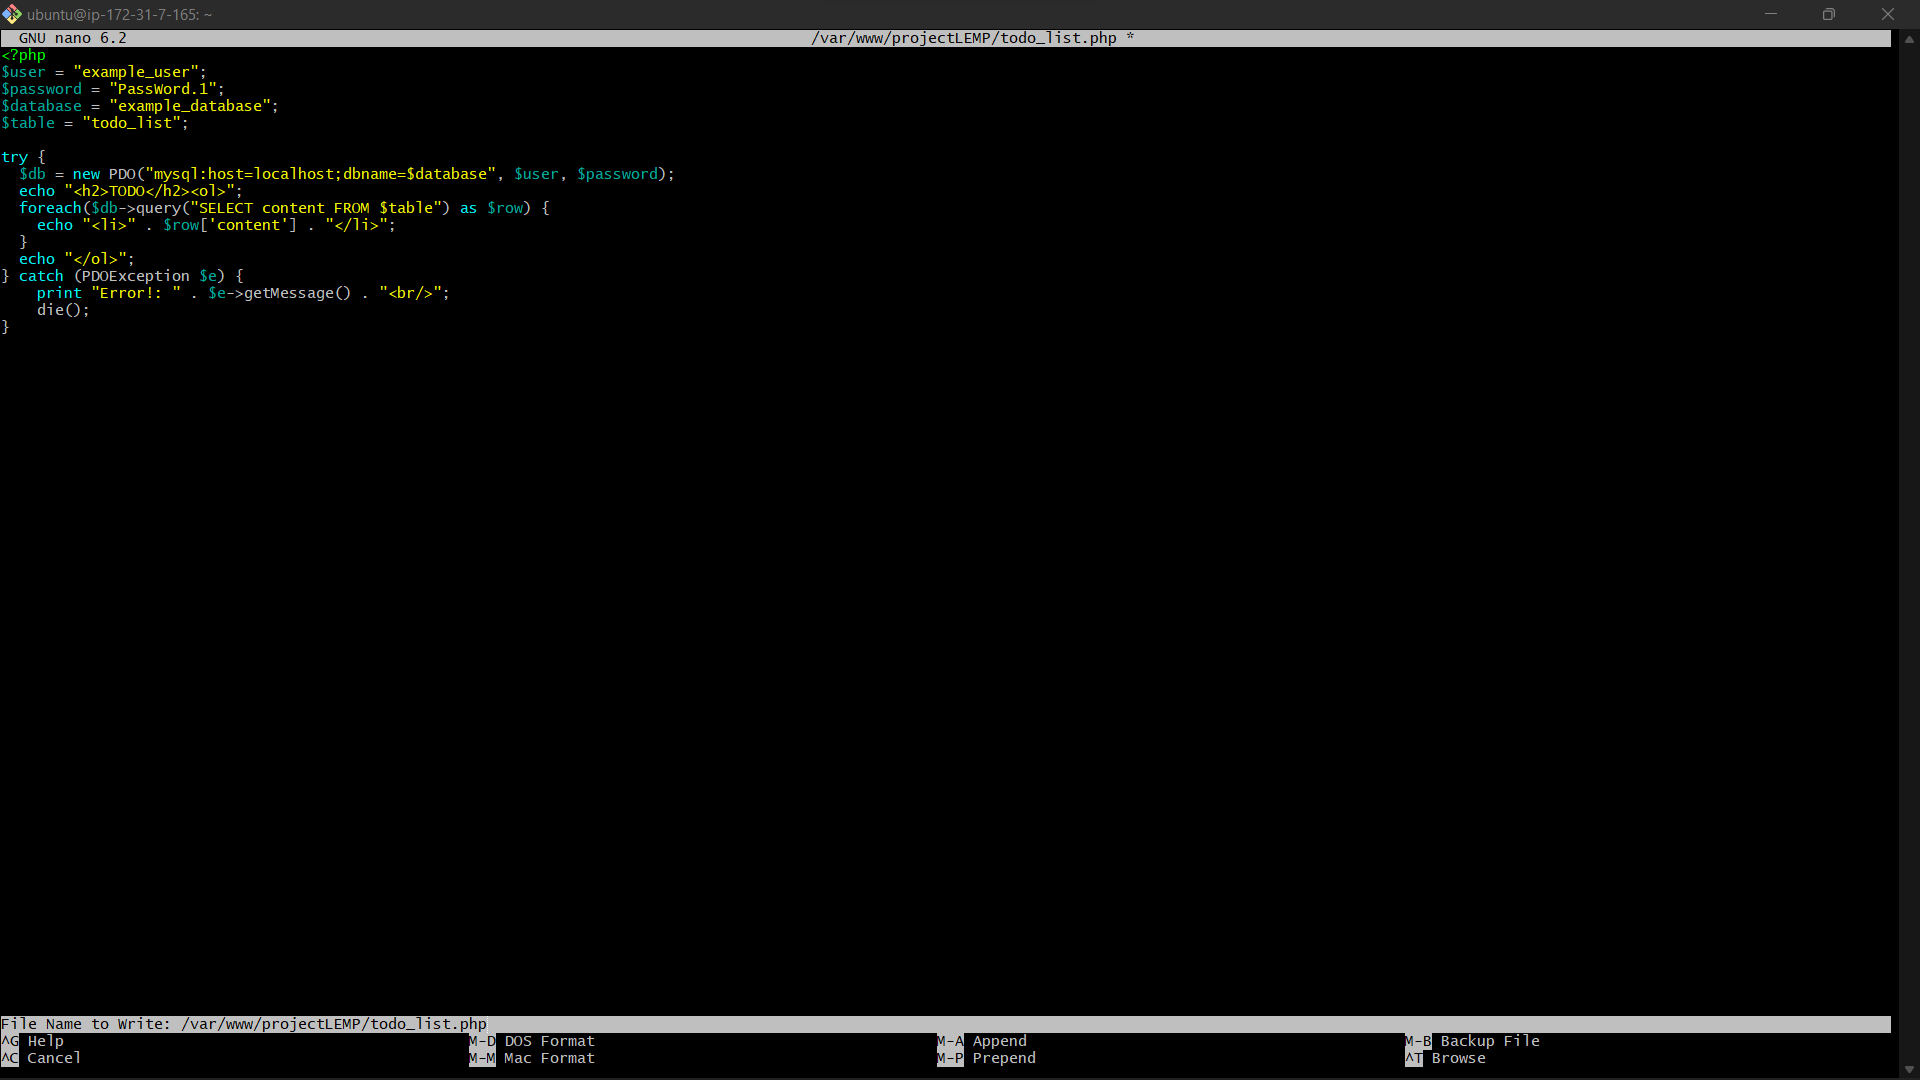 ubuntu@ip-172-31-7-165: ~
GNU nano 6.2 /var/www/projectLEMP/todo_list.php *
<?php
$user = "example_user";
$password = "PassWord.1";
$database = "example_database";
$table = "todo_list";

try {
  $db = new PDO("mysql:host=localhost;dbname=$database", $user, $password);
  echo "<h2>TODO</h2><ol>";
  foreach($db->query("SELECT content FROM $table") as $row) {
    echo "<li>" . $row['content'] . "</li>";
  }
  echo "</ol>";
} catch (PDOException $e) {
    print "Error!: " . $e->getMessage() . "<br/>";
    die();
}
File Name to Write: /var/www/projectLEMP/todo_list.php
^G Help M-D DOS Format M-A Append M-B Backup File
^C Cancel M-M Mac Format M-P Prepend ^T Browse